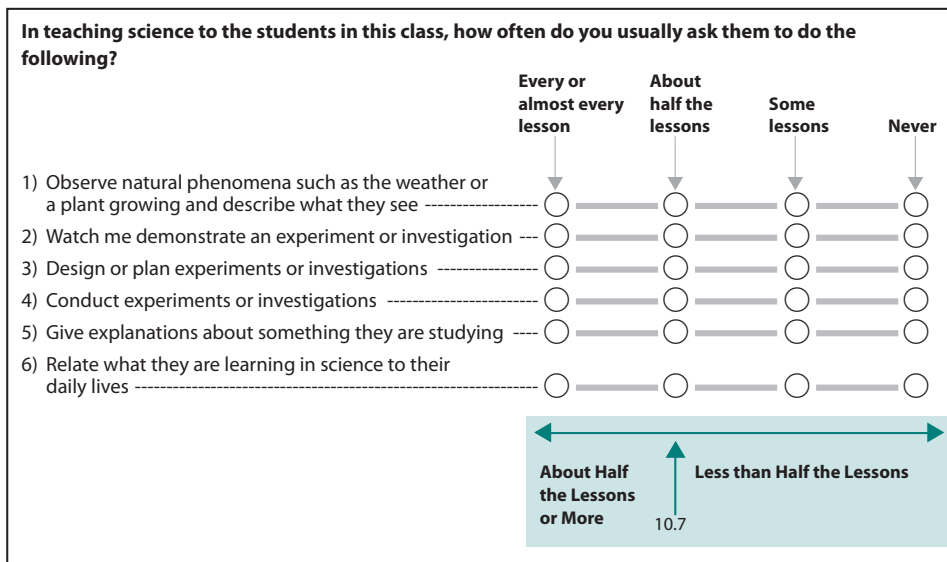 In teaching science to the students in this class, how often do you usually ask them to do the
following?
Every or
almost every
lesson
About
half the
lessons
Some
lessons
Never
1) Observe natural phenomena such as the weather or
a plant growing and describe what they see
2) Watch me demonstrate an experiment or investigation
3) Design or plan experiments or investigations
4) Conduct experiments or investigations
5) Give explanations about something they are studying
6) Relate what they are learning in science to their
daily lives
About Half
the Lessons
or More
Less than Half the Lessons
10.7